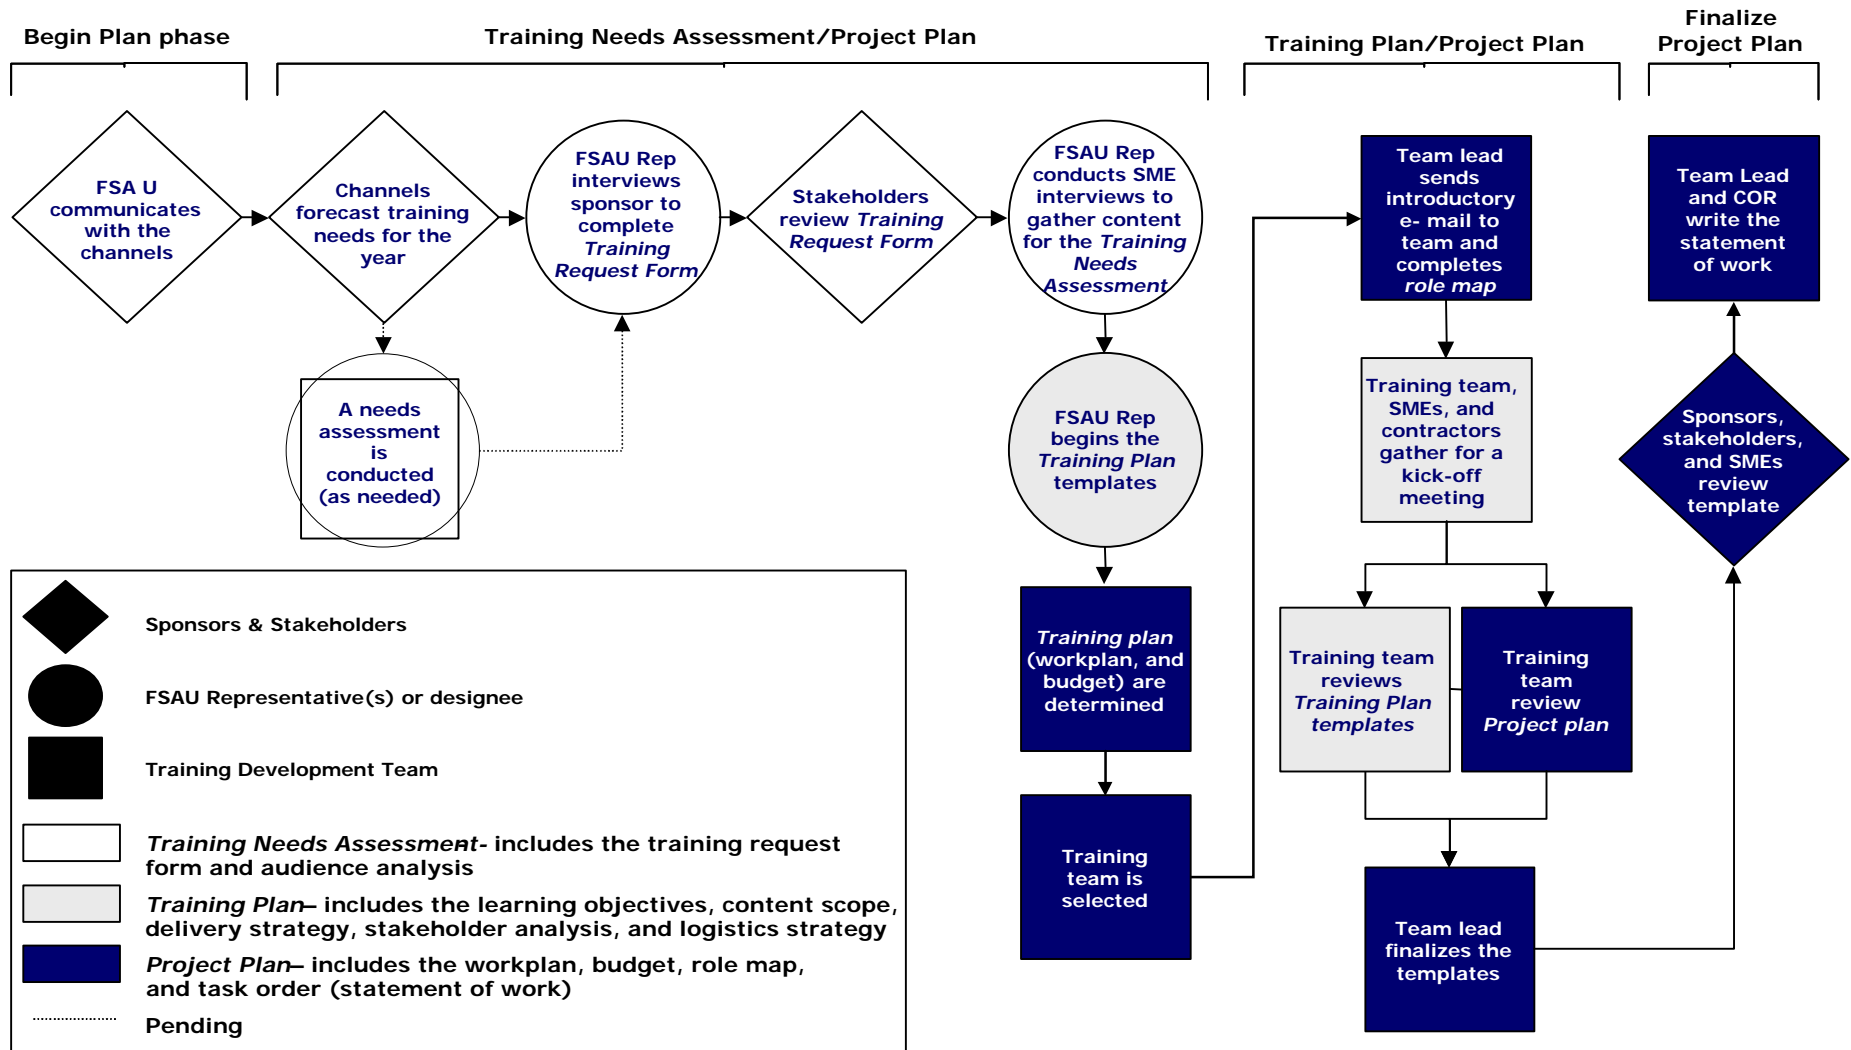 Begin Plan phase
Training Needs Assessment/Project Plan
Training Plan/Project Plan
Finalize
Project Plan
FSA U
communicates
with the
channels
Channels
forecast training
needs for the
year
FSAU Rep
interviews
sponsor to
complete
Training
Request Form
Stakeholders
review Training
Request Form
FSAU Rep
conducts SME
interviews to
gather content
for the Training
Needs
Assessment
A needs
assessment
is
conducted
(as needed)
FSAU Rep
begins the
Training Plan
templates
Training plan
(workplan, and
budget) are
determined
Training
team is
selected
Team lead
sends
introductory
e- mail to
team and
completes
role map
Training team,
SMEs, and
contractors
gather for a
kick-off
meeting
Training team
reviews
Training Plan
templates
Training
team
review
Project plan
Team lead
finalizes the
templates
Sponsors,
stakeholders,
and SMEs
review
template
Team Lead
and COR
write the
statement
of work
Sponsors & Stakeholders
FSAU Representative(s) or designee
Training Development Team
Training Needs Assessment- includes the training request
form and audience analysis
Training Plan– includes the learning objectives, content scope,
delivery strategy, stakeholder analysis, and logistics strategy
Project Plan– includes the workplan, budget, role map,
and task order (statement of work)
Pending